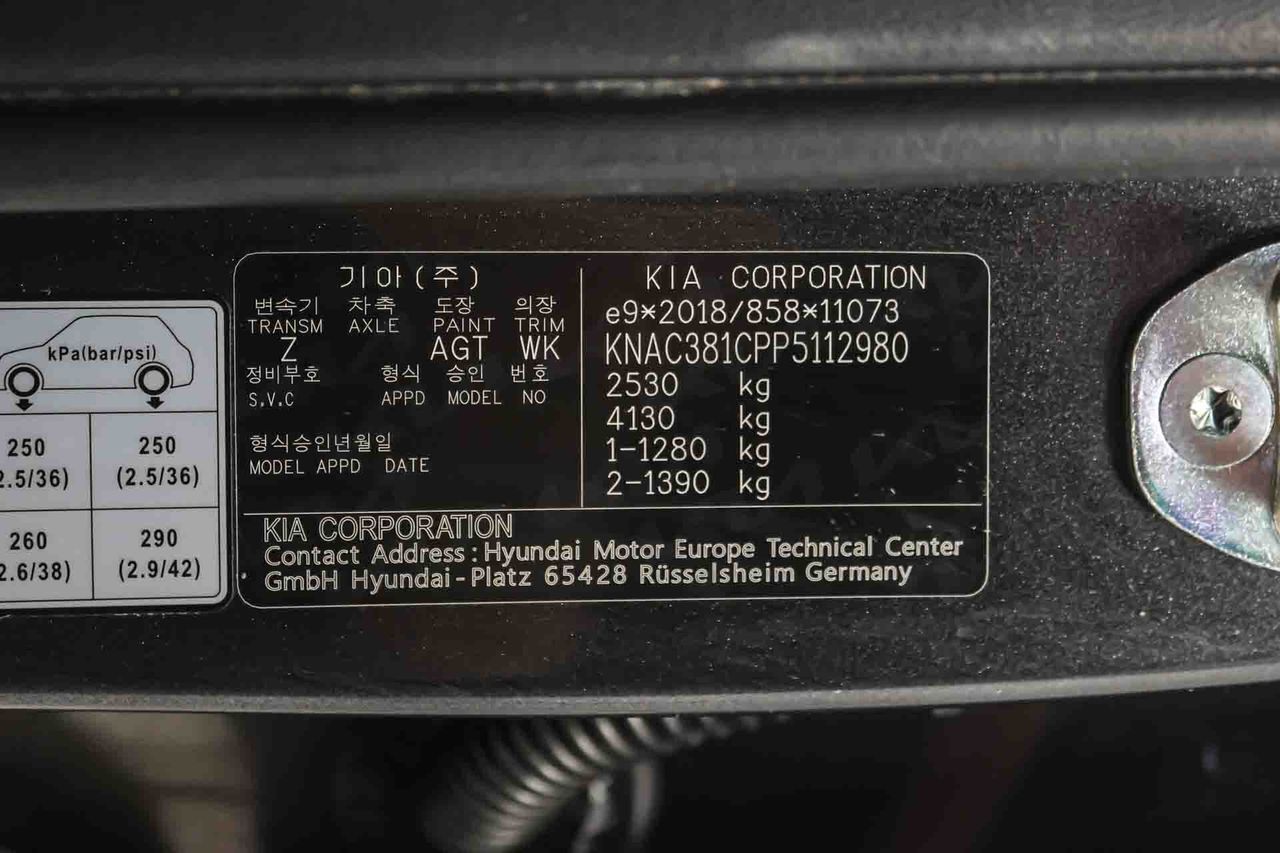 kPa(bar/psi)
250 250
2.5/36) (2.5/36)
260 290
2.6/38) (2.9/42)
기아(주)
변속기 차축 도장 의장
TRANSM AXLE PAINT TRIM
Z AGT WK
정비부호 형식 승인 번호
S.V.C APPD MODEL NO
형식승인년월일
MODEL APPD DATE
KIA CORPORATION
e9*2018/858*11073
KNAC381CPP5112980
2530 kg
4130 kg
1-1280 kg
2-1390 kg
KIA CORPORATION
Contact Address : Hyundai Motor Europe Technical Center
GmbH Hyundai-Platz 65428 Rüsselsheim Germany